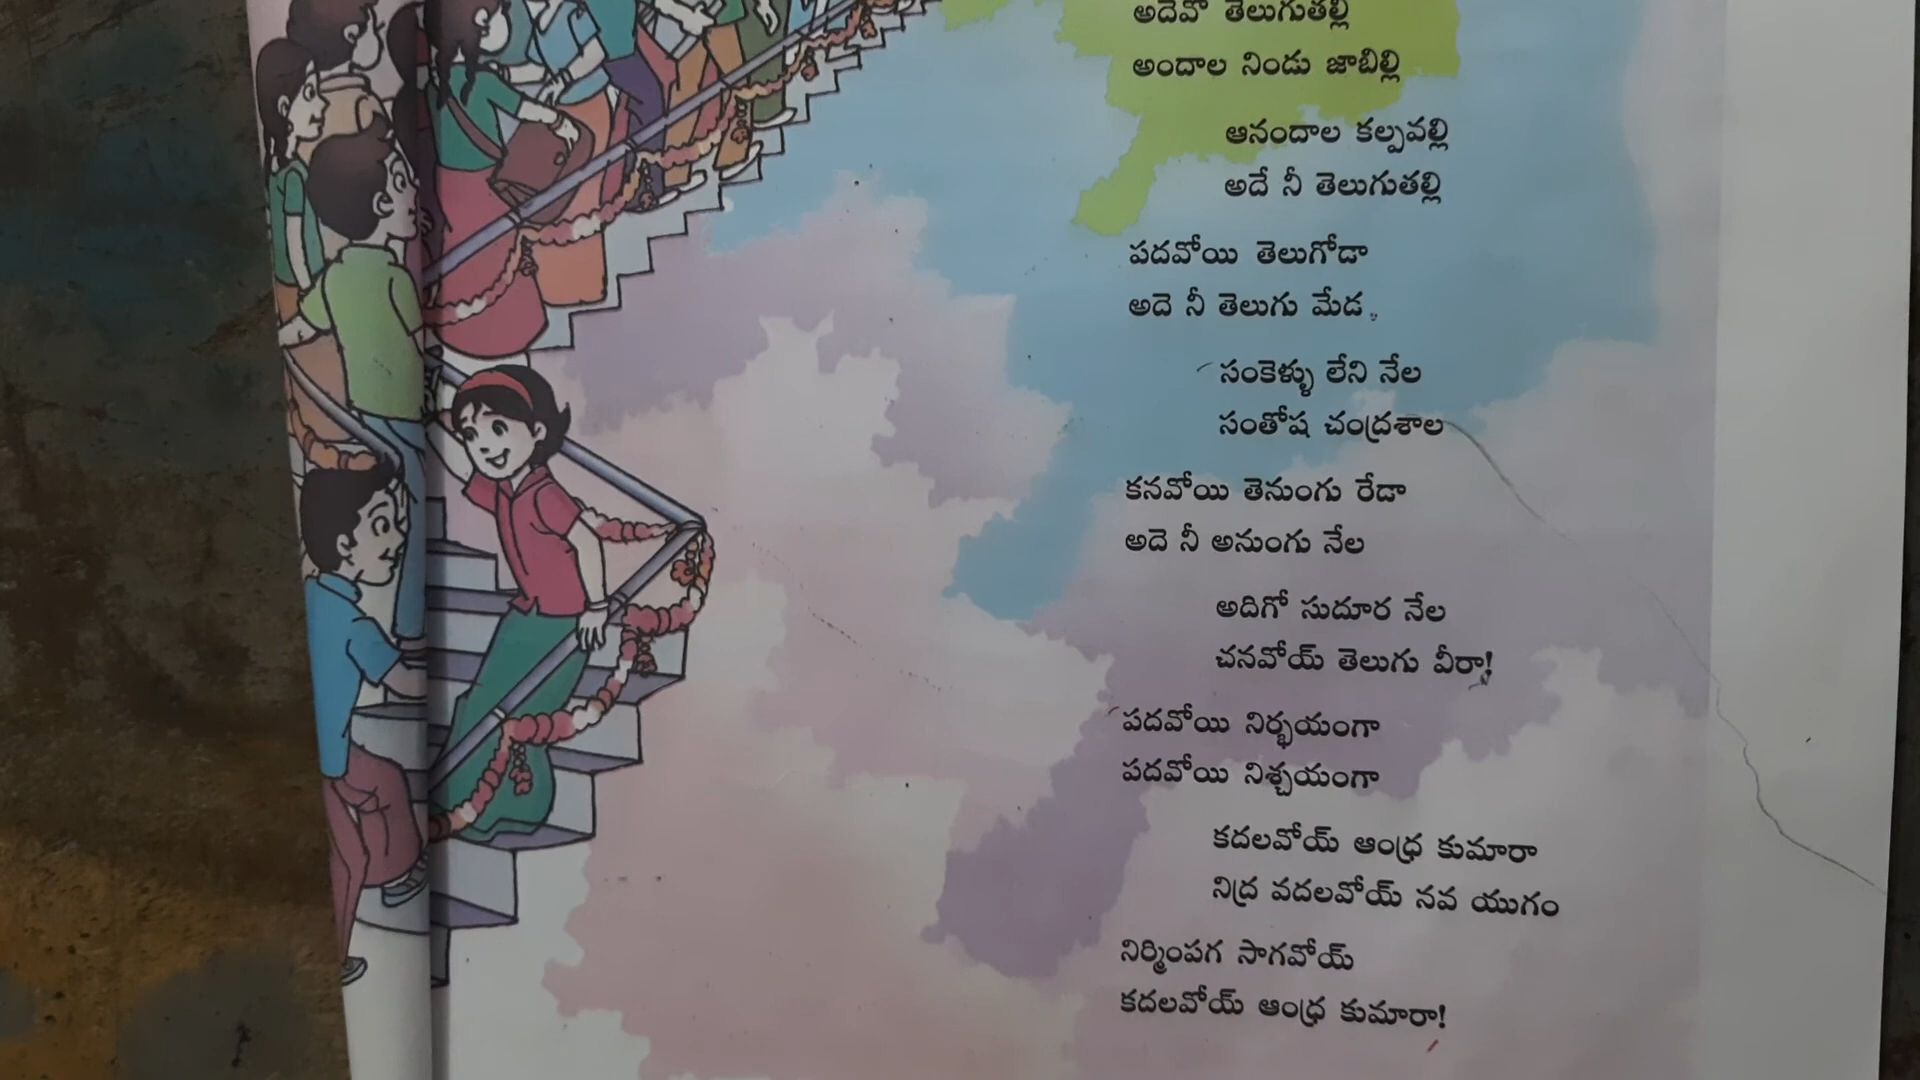 అదెవో తెలుగుతల్లి
అందాల నిండు జాబిల్లి
ఆనందాల కల్పవల్లి
అదే నీ తెలుగుతల్లి
పదవోయి తెలుగోడా
అదె నీ తెలుగు మేడ
సంకెళ్ళు లేని నేల
సంతోష చంద్రశాల
కనవోయి తెనుంగు రేడా
అదె నీ అనుంగు నేల
అదిగో సుదూర నేల
చనవోయ్ తెలుగు వీరా!
పదవోయి నిర్భయంగా
పదవోయి నిశ్చయంగా
కదలవోయ్ ఆంధ్ర కుమారా
నిద్ర వదలవోయ్ నవ యుగం
నిర్మింపగ సాగవోయ్
కదలవోయ్ ఆంధ్ర కుమారా!